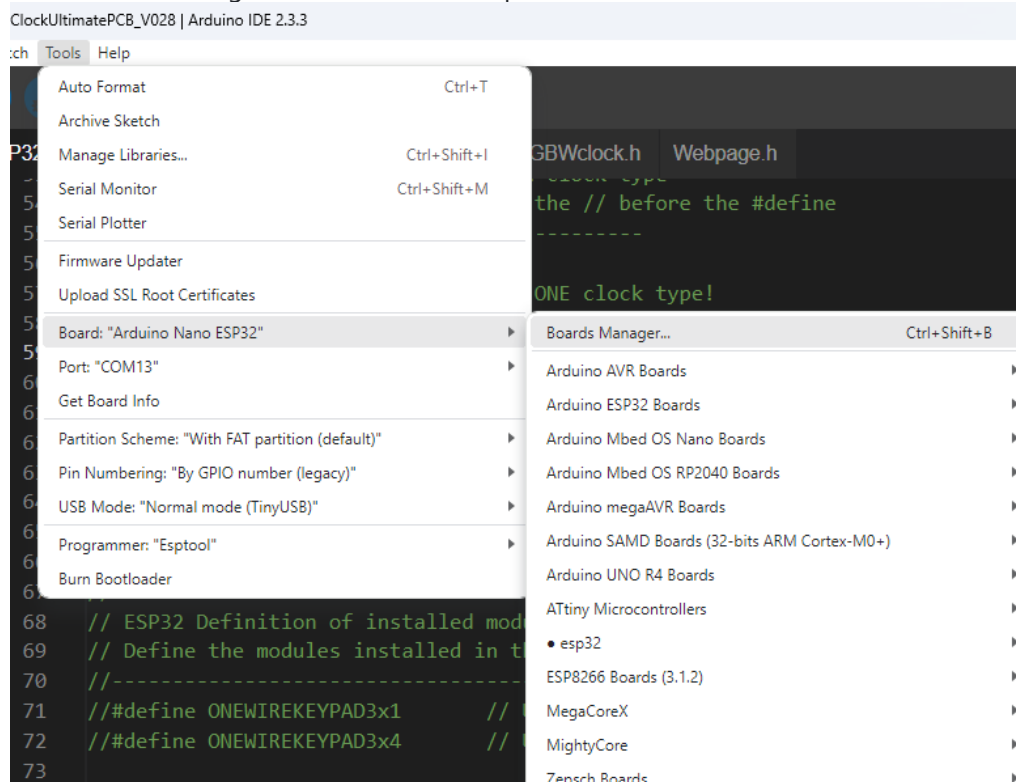 ClockUltimatePCB_V028 | Arduino IDE 2.3.3
Tools Help
Auto Format Ctrl+T
Archive Sketch
Manage Libraries... Ctrl+Shift+I
Serial Monitor Ctrl+Shift+M
Serial Plotter
Firmware Updater
Upload SSL Root Certificates
Board: "Arduino Nano ESP32"
Port: "COM13"
Get Board Info
Partition Scheme: "With FAT partition (default)"
Pin Numbering: "By GPIO number (legacy)"
USB Mode: "Normal mode (TinyUSB)"
Programmer: "Esptool"
Burn Bootloader
GBWclock.h Webpage.h
the // before the #define
---------
ONE clock type!
Boards Manager... Ctrl+Shift+B
Arduino AVR Boards
Arduino ESP32 Boards
Arduino Mbed OS Nano Boards
Arduino Mbed OS RP2040 Boards
Arduino megaAVR Boards
Arduino SAMD Boards (32-bits ARM Cortex-M0+)
Arduino UNO R4 Boards
ATtiny Microcontrollers
● esp32
ESP8266 Boards (3.1.2)
MegaCoreX
MightyCore
Zensch Boards
68 // ESP32 Definition of installed mod
69 // Define the modules installed in t
70 //----------------------------------
71 //#define ONEWIREKEYPAD3x1 //
72 //#define ONEWIREKEYPAD3x4 //
73